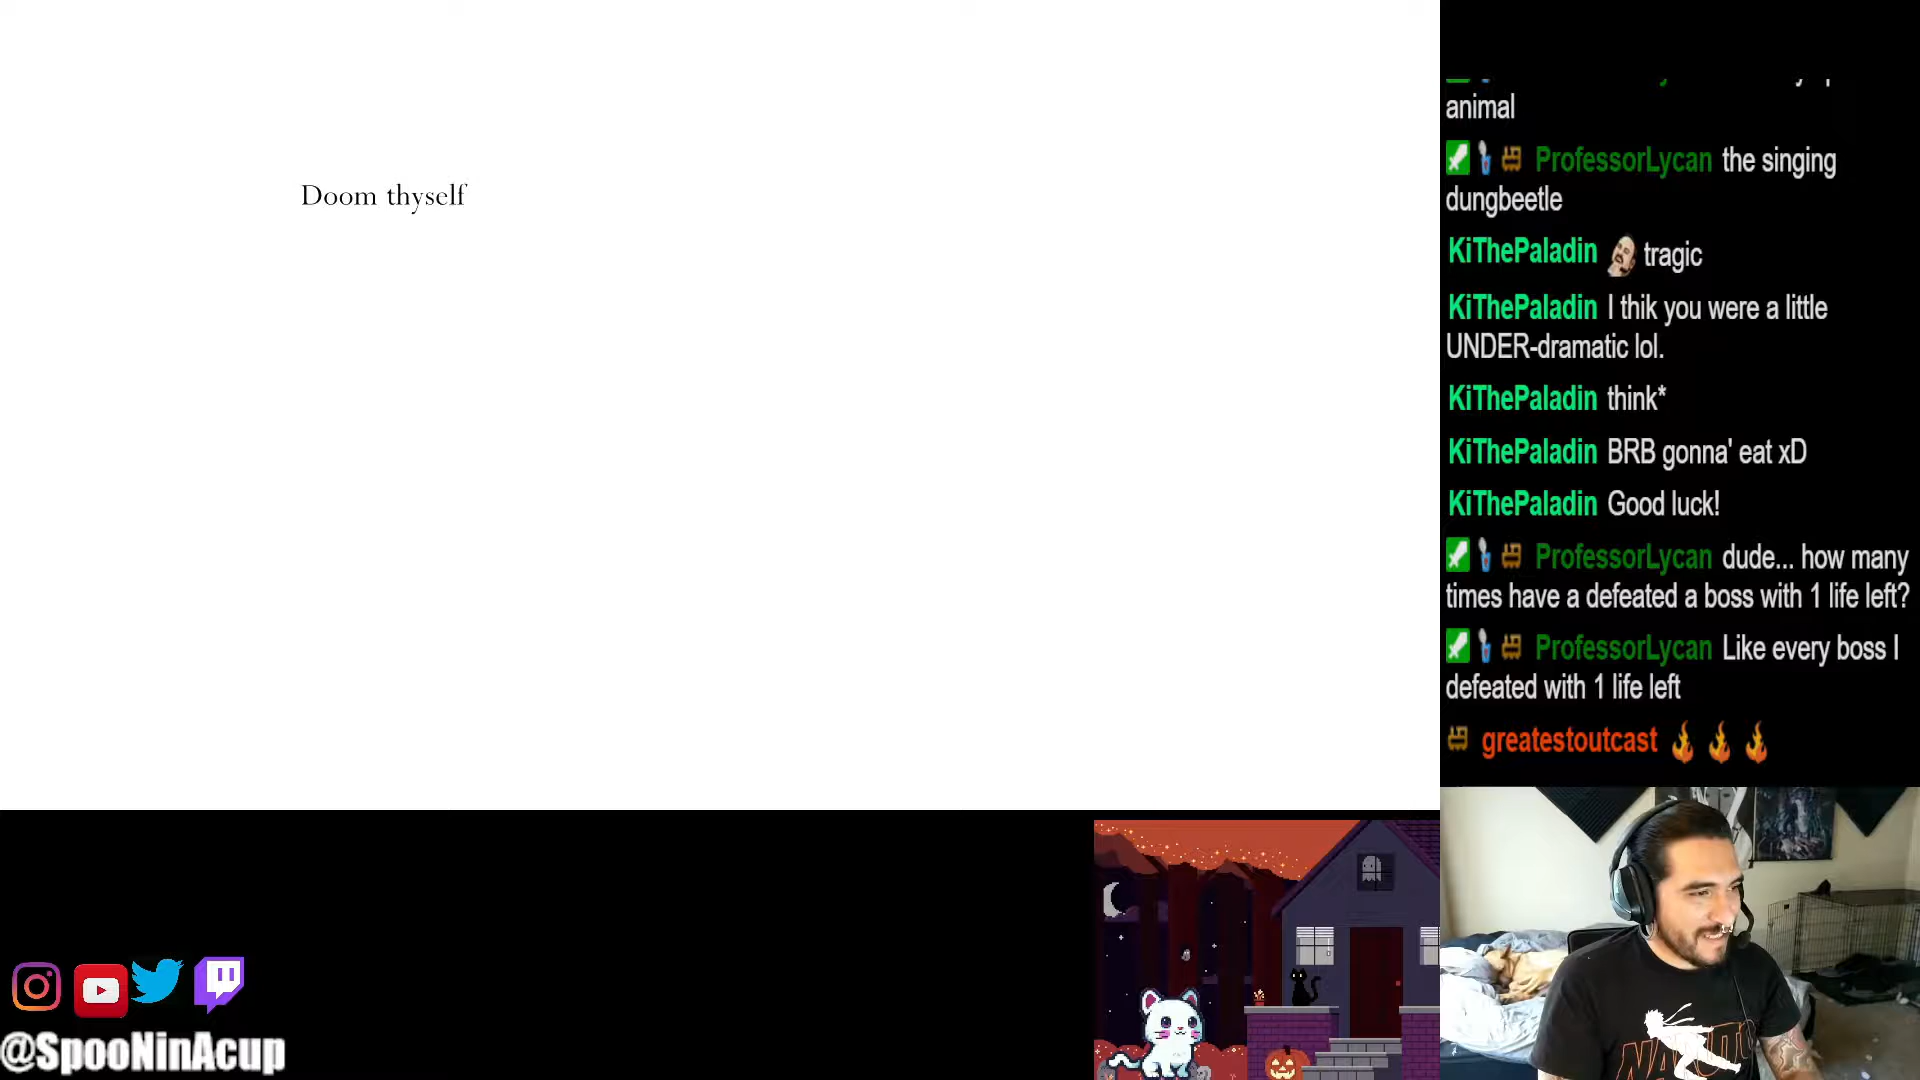 Doom thyself
animal
ProfessorLycan the singing
dungbeetle
KiThePaladin tragic
KiThePaladin I thik you were a little
UNDER-dramatic lol.
KiThePaladin think*
KiThePaladin BRB gonna' eat xD
KiThePaladin Good luck!
ProfessorLycan dude... how many
times have a defeated a boss with 1 life left?
ProfessorLycan Like every boss I
defeated with 1 life left
greatestoutcast
@SpooNinAcup
NARUTO